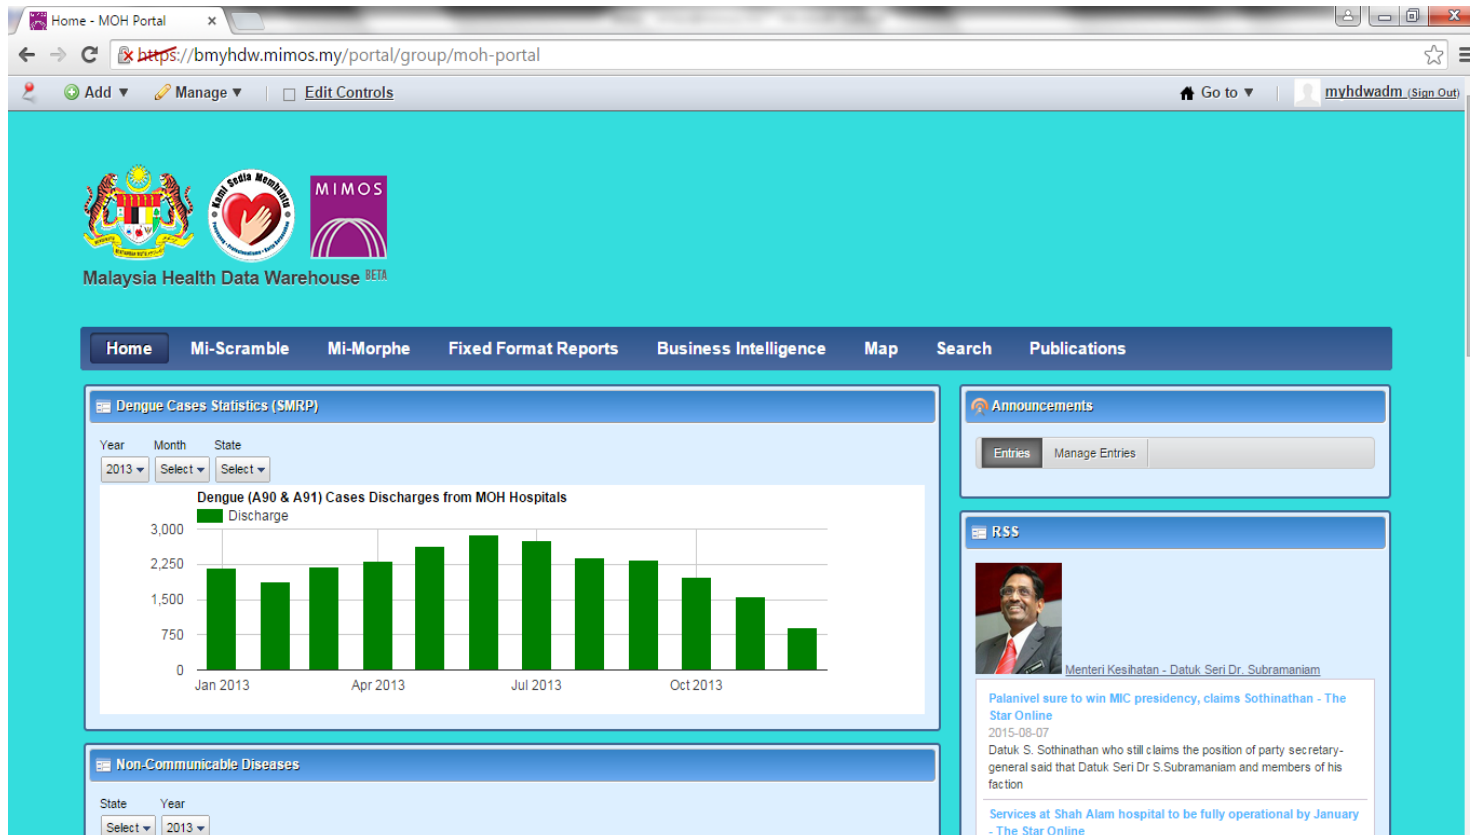 Home - MOH Portal
https://bmyhdw.mimos.my/portal/group/moh-portal
Add
Manage
Edit Controls
Go to
myhdwadm (Sign Out)
Kami Sedia Membantu
MIMOS
Malaysia Health Data Warehouse BETA
Home Mi-Scramble Mi-Morphe Fixed Format Reports Business Intelligence Map Search Publications
Dengue Cases Statistics (SMRP)
Year Month State
2013 Select Select
Dengue (A90 & A91) Cases Discharges from MOH Hospitals
Discharge
3,000
2,250
1,500
750
0
Jan 2013 Apr 2013 Jul 2013 Oct 2013
Non-Communicable Diseases
State Year
Select 2013
Announcements
Entries Manage Entries
RSS
Menteri Kesihatan - Datuk Seri Dr. Subramaniam
Palanivel sure to win MIC presidency, claims Sothinathan - The
Star Online
2015-08-07
Datuk S. Sothinathan who still claims the position of party secretary-
general said that Datuk Seri Dr S.Subramaniam and members of his
faction
Services at Shah Alam hospital to be fully operational by January
- The Star Online